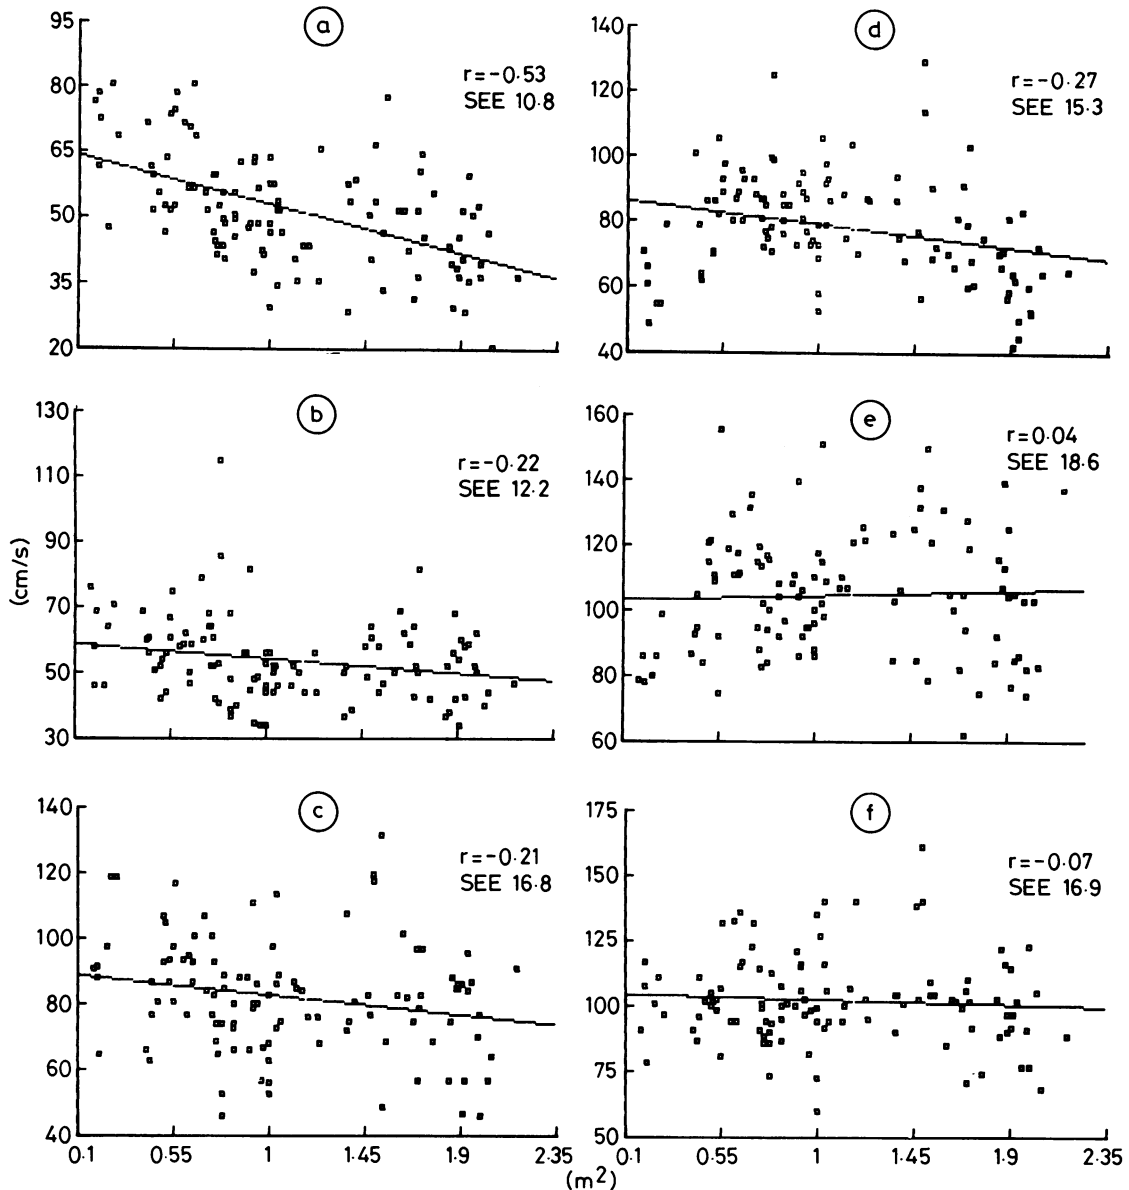 a
95
80
65
50
35
20
r=-0·53
SEE 10·8
d
140
120
100
80
60
40
r=-0·27
SEE 15·3
b
130
110
90
70
50
30
r=-0·22
SEE 12·2
e
160
140
120
100
80
60
r=0·04
SEE 18·6
(cm/s)
c
140
120
100
80
60
40
r=-0·21
SEE 16·8
0·1 0·55 1 1·45 1·9 2·35
f
175
150
125
100
75
50
r=-0·07
SEE 16·9
0·1 0·55 1 1·45 1·9 2·35
(m²)